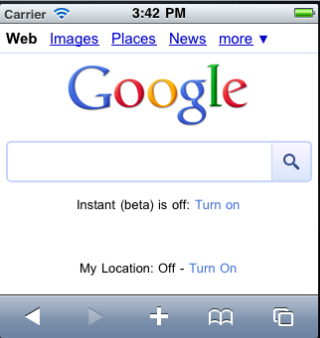 Carrier 3:42 PM
Web Images Places News more ▼
Google
Instant (beta) is off: Turn on
My Location: Off - Turn On